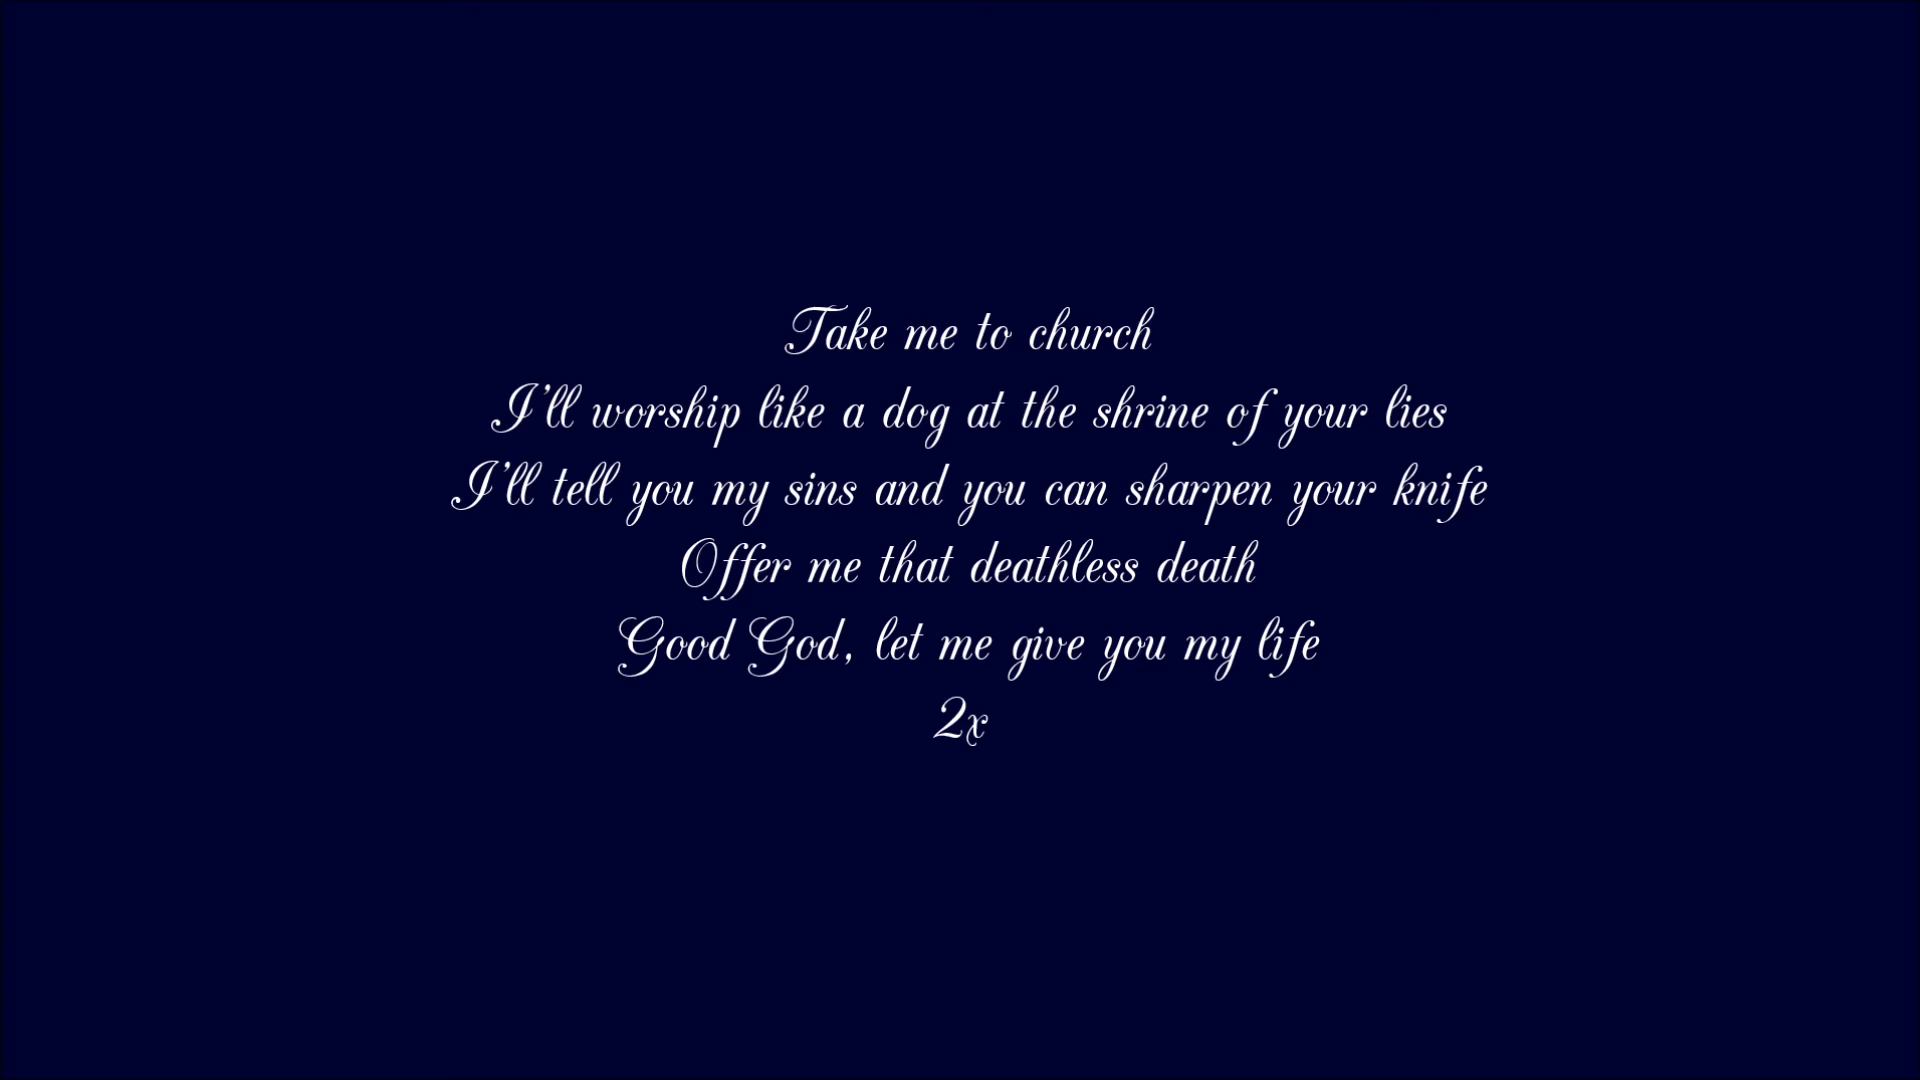 Take me to church
I'll worship like a dog at the shrine of your lies
I'll tell you my sins and you can sharpen your knife
Offer me that deathless death
Good God, let me give you my life
2x